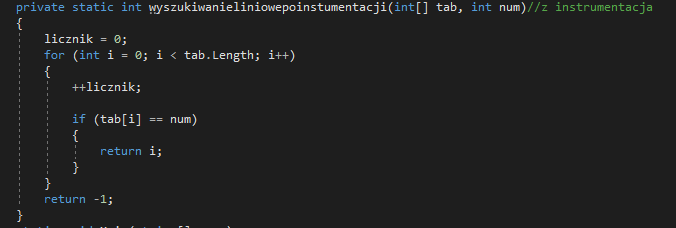 private static int wyszukiwanieliniowepoinstumentacji(int[] tab, int num)//z instrumentacja
{
licznik = 0;
for (int i = 0; i < tab.Length; i++)
{
++licznik;
if (tab[i] == num)
{
return i;
}
}
return -1;
}